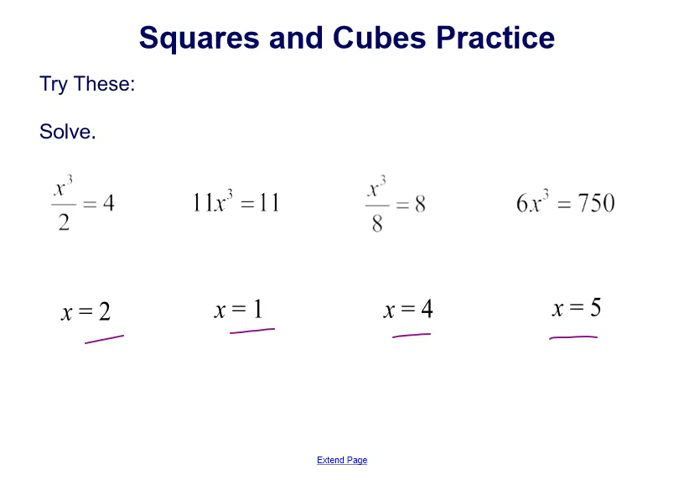 Squares and Cubes Practice
Try These:
Solve.
x³/2 = 4 11x³ = 11 x³/8 = 8 6x³ = 750
x = 2 x = 1 x = 4 x = 5
Extend Page